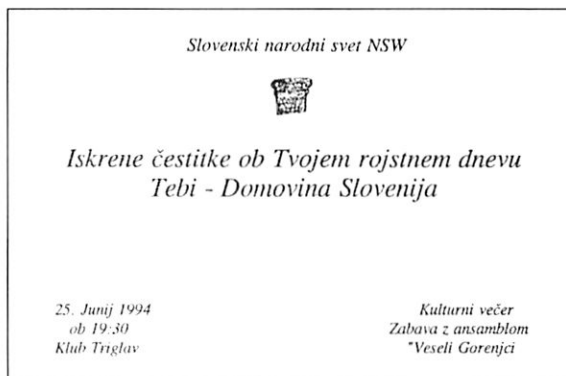 Slovenski narodni svet NSW
Iskrene čestitke ob Tvojem rojstnem dnevu
Tebi - Domovina Slovenija
25. Junij 1994
ob 19:30
Klub Triglav
Kulturni večer
Zabava z ansamblom
"Veseli Gorenjci